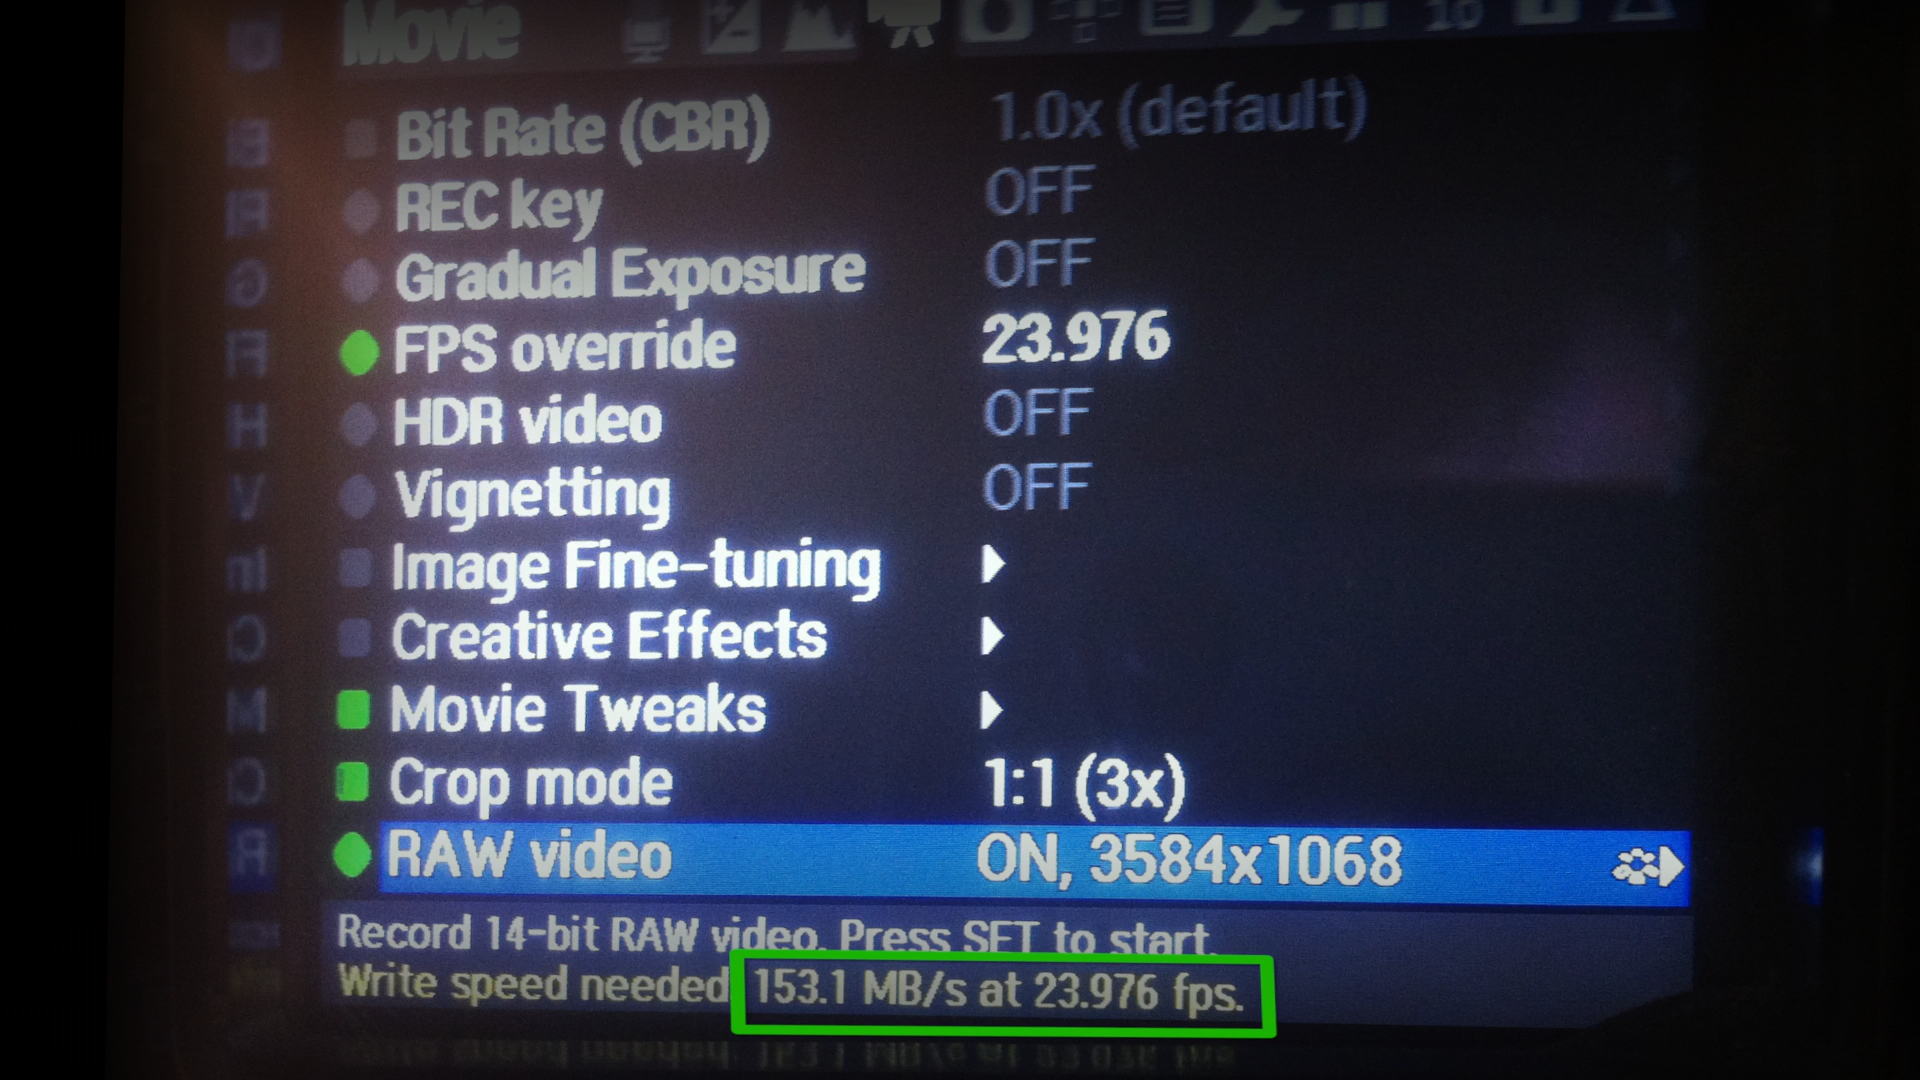 Movie
10
Bit Rate (CBR) 1.0x (default)
REC key OFF
Gradual Exposure OFF
FPS override 23.976
HDR video OFF
Vignetting OFF
Image Fine-tuning
Creative Effects
Movie Tweaks
Crop mode 1:1 (3x)
RAW video ON, 3584x1068
Record 14-bit RAW video. Press SET to start.
Write speed needed 153.1 MB/s at 23.976 fps.